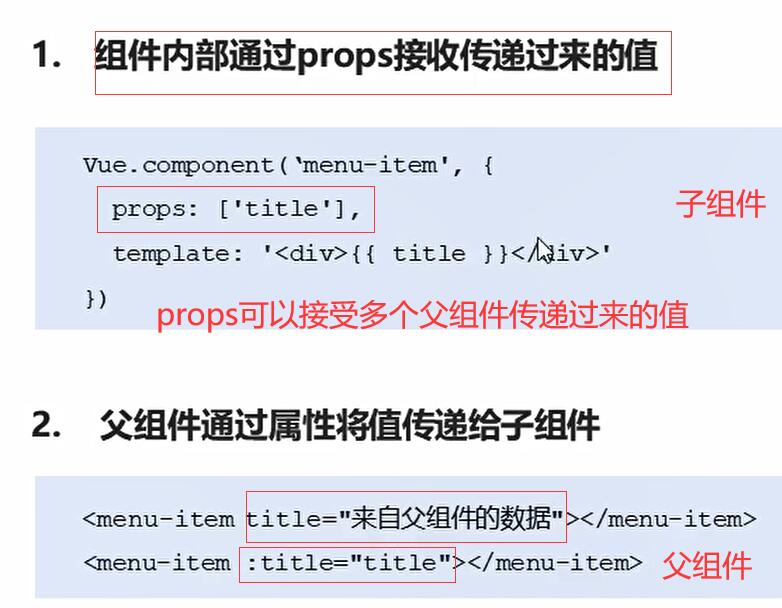 1. 组件内部通过props接收传递过来的值
Vue.component(‘menu-item', {
props: ['title'],
子组件
template: '<div>{{ title }}</div>'
})
props可以接受多个父组件传递过来的值
2. 父组件通过属性将值传递给子组件
<menu-item title="来自父组件的数据"></menu-item>
<menu-item :title="title"></menu-item>
父组件